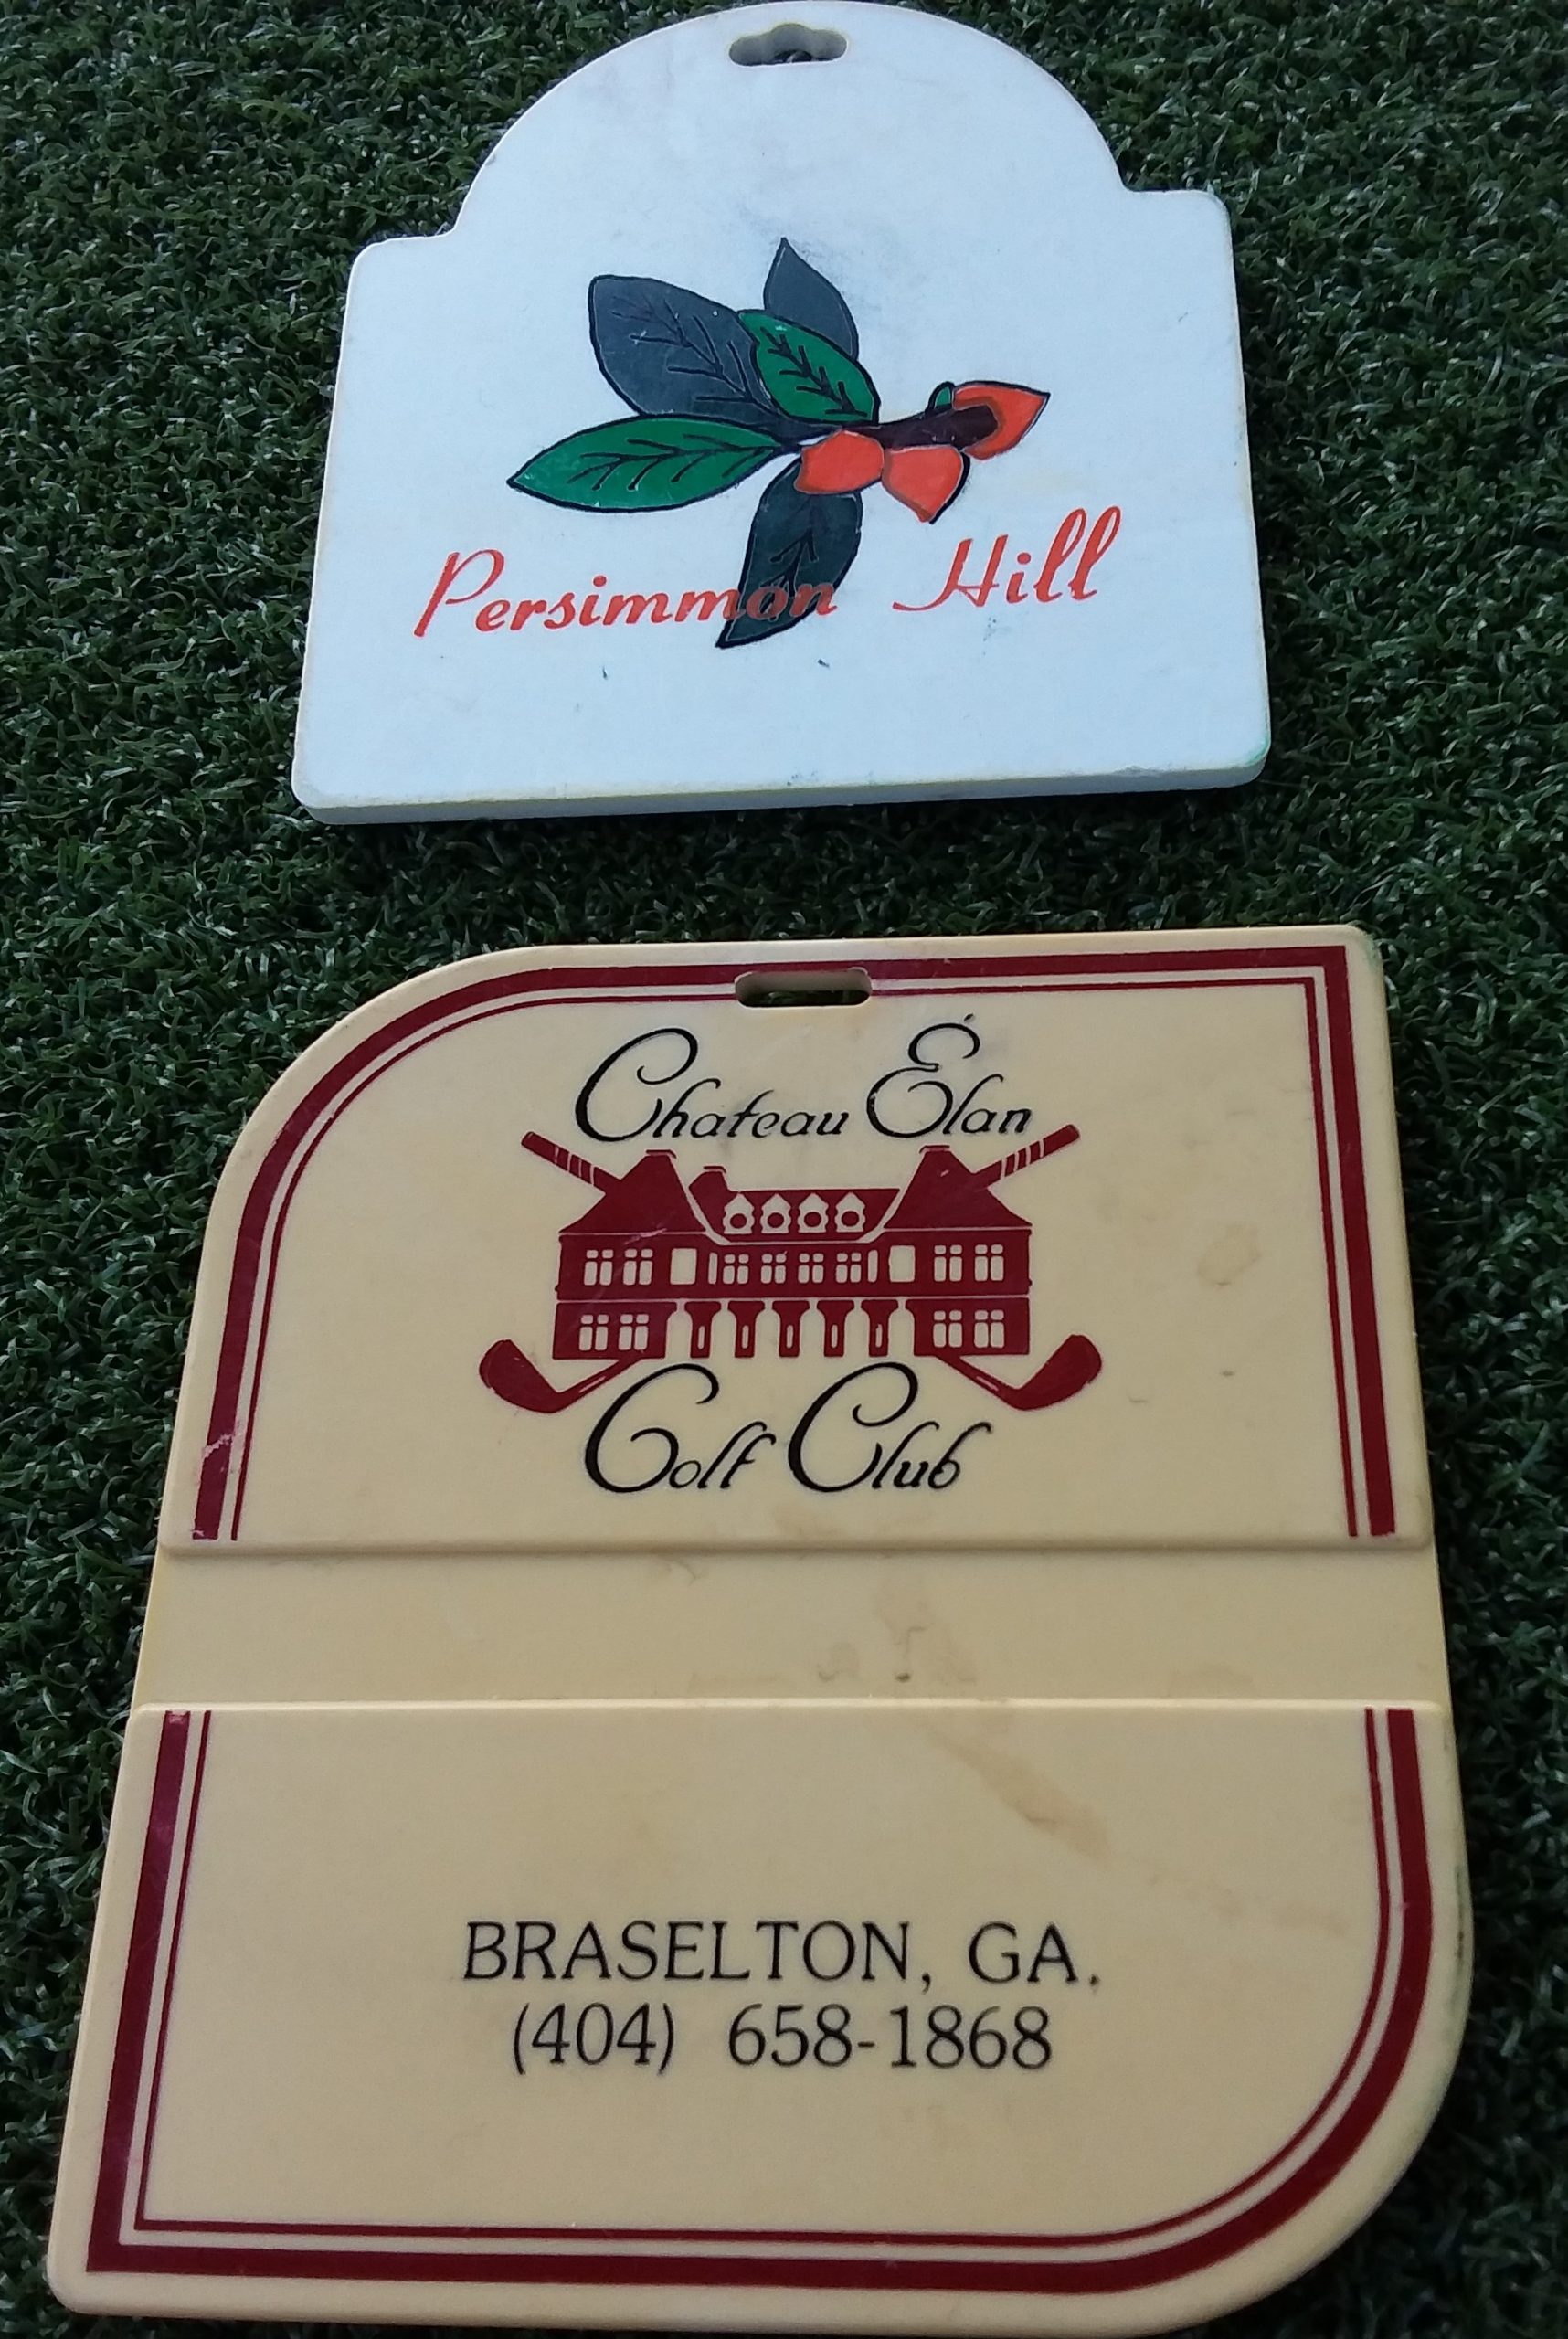 Persimmon Hill
Chateau Élan
Golf Club
BRASELTON, GA.
(404) 658-1868